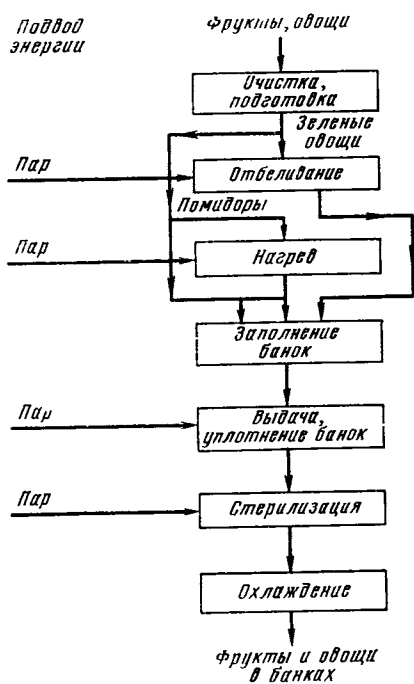 Подвод
энергии
Фрукты, овощи
Очистка,
подготовка
Зеленые
овощи
Пар
Отбеливание
Помидоры
Пар
Нагрев
Заполнение
банок
Пар
Выдача,
уплотнение банок
Пар
Стерилизация
Охлаждение
Фрукты и овощи
в банках